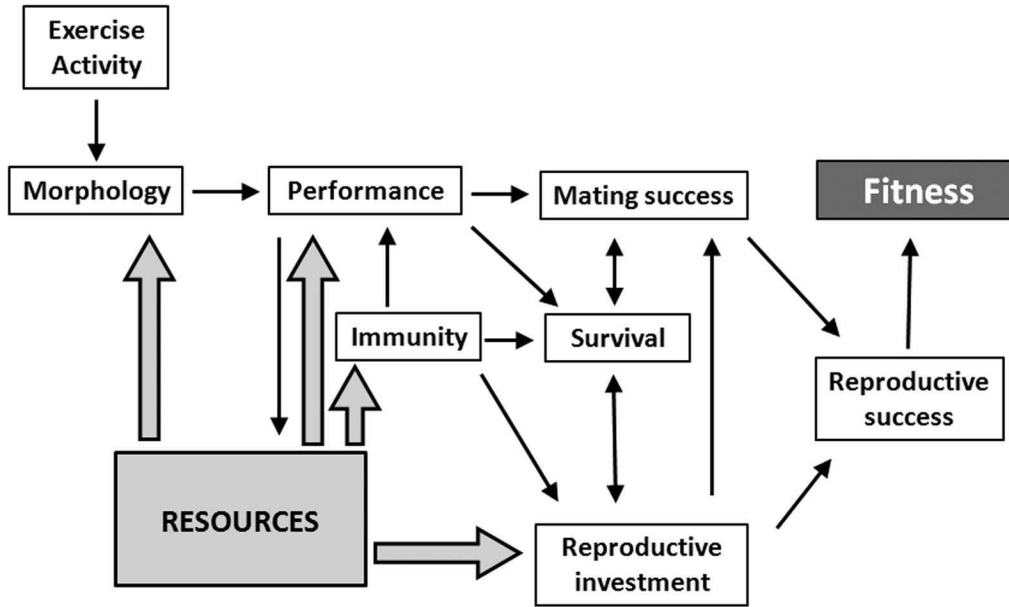 Exercise
Activity
Morphology
Performance
Mating success
Fitness
Immunity
Survival
Reproductive
success
RESOURCES
Reproductive
investment